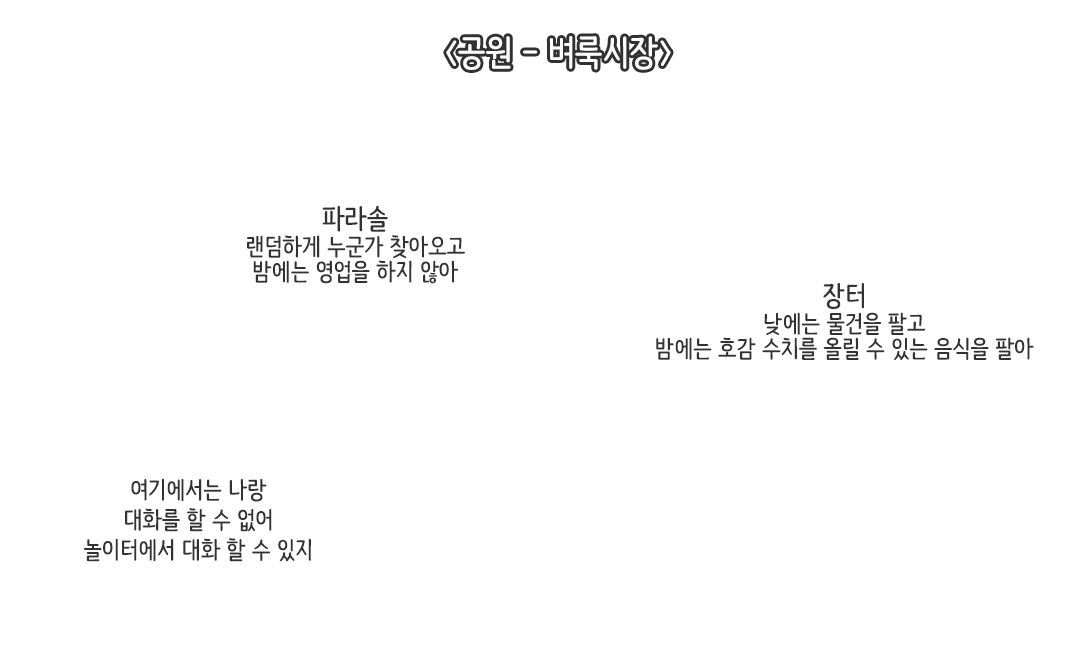 <공원 - 벼룩시장>
파라솔
랜덤하게 누군가 찾아오고
밤에는 영업을 하지 않아
장터
낮에는 물건을 팔고
밤에는 호감 수치를 올릴 수 있는 음식을 팔아
여기에서는 나랑
대화를 할 수 없어
놀이터에서 대화 할 수 있지